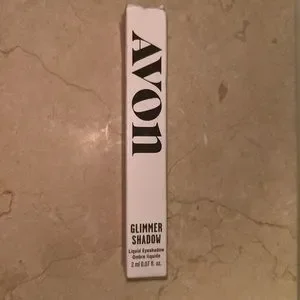 AVON
GLIMMER
SHADOW
Liquid Eyeshadow
Ombre liquide
2 ml 0.07 fl. oz.